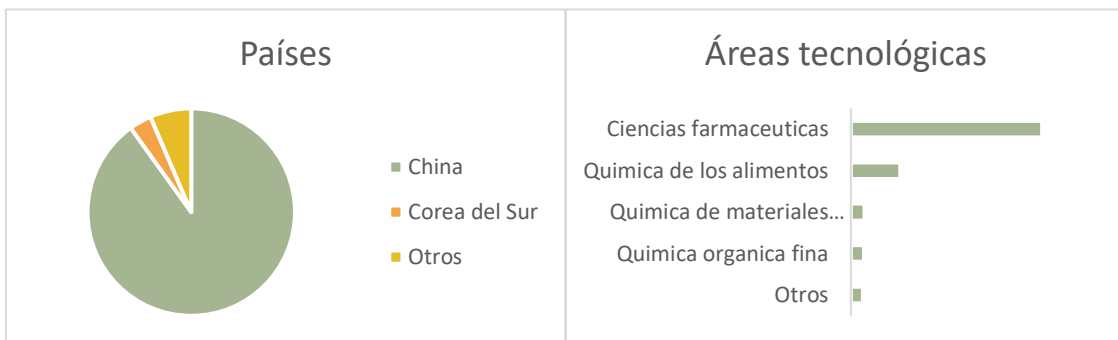 Países
China
Corea del Sur
Otros
Áreas tecnológicas
Ciencias farmaceuticas
Quimica de los alimentos
Quimica de materiales...
Quimica organica fina
Otros